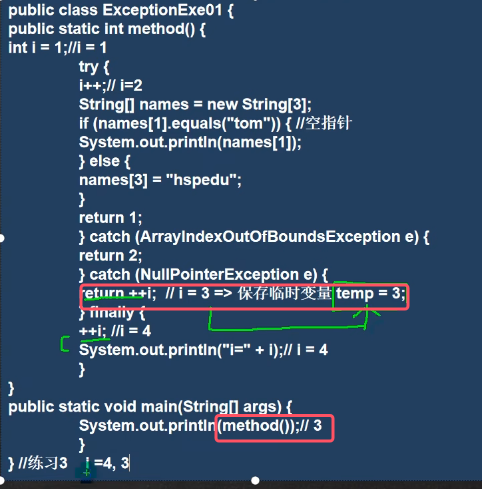 public class ExceptionExe01 {
public static int method() {
int i = 1;//i = 1
try {
i++;// i=2
String[] names = new String[3];
if (names[1].equals("tom")) { //空指针
System.out.println(names[1]);
} else {
names[3] = "hspedu";
}
return 1;
} catch (ArrayIndexOutOfBoundsException e) {
return 2;
} catch (NullPointerException e) {
return ++i;  // i = 3 => 保存临时变量 temp = 3;
} finally {
++i; //i = 4
System.out.println("i=" + i);// i = 4
}
}
public static void main(String[] args) {
System.out.println(method());// 3
}
} //练习3 i =4, 3